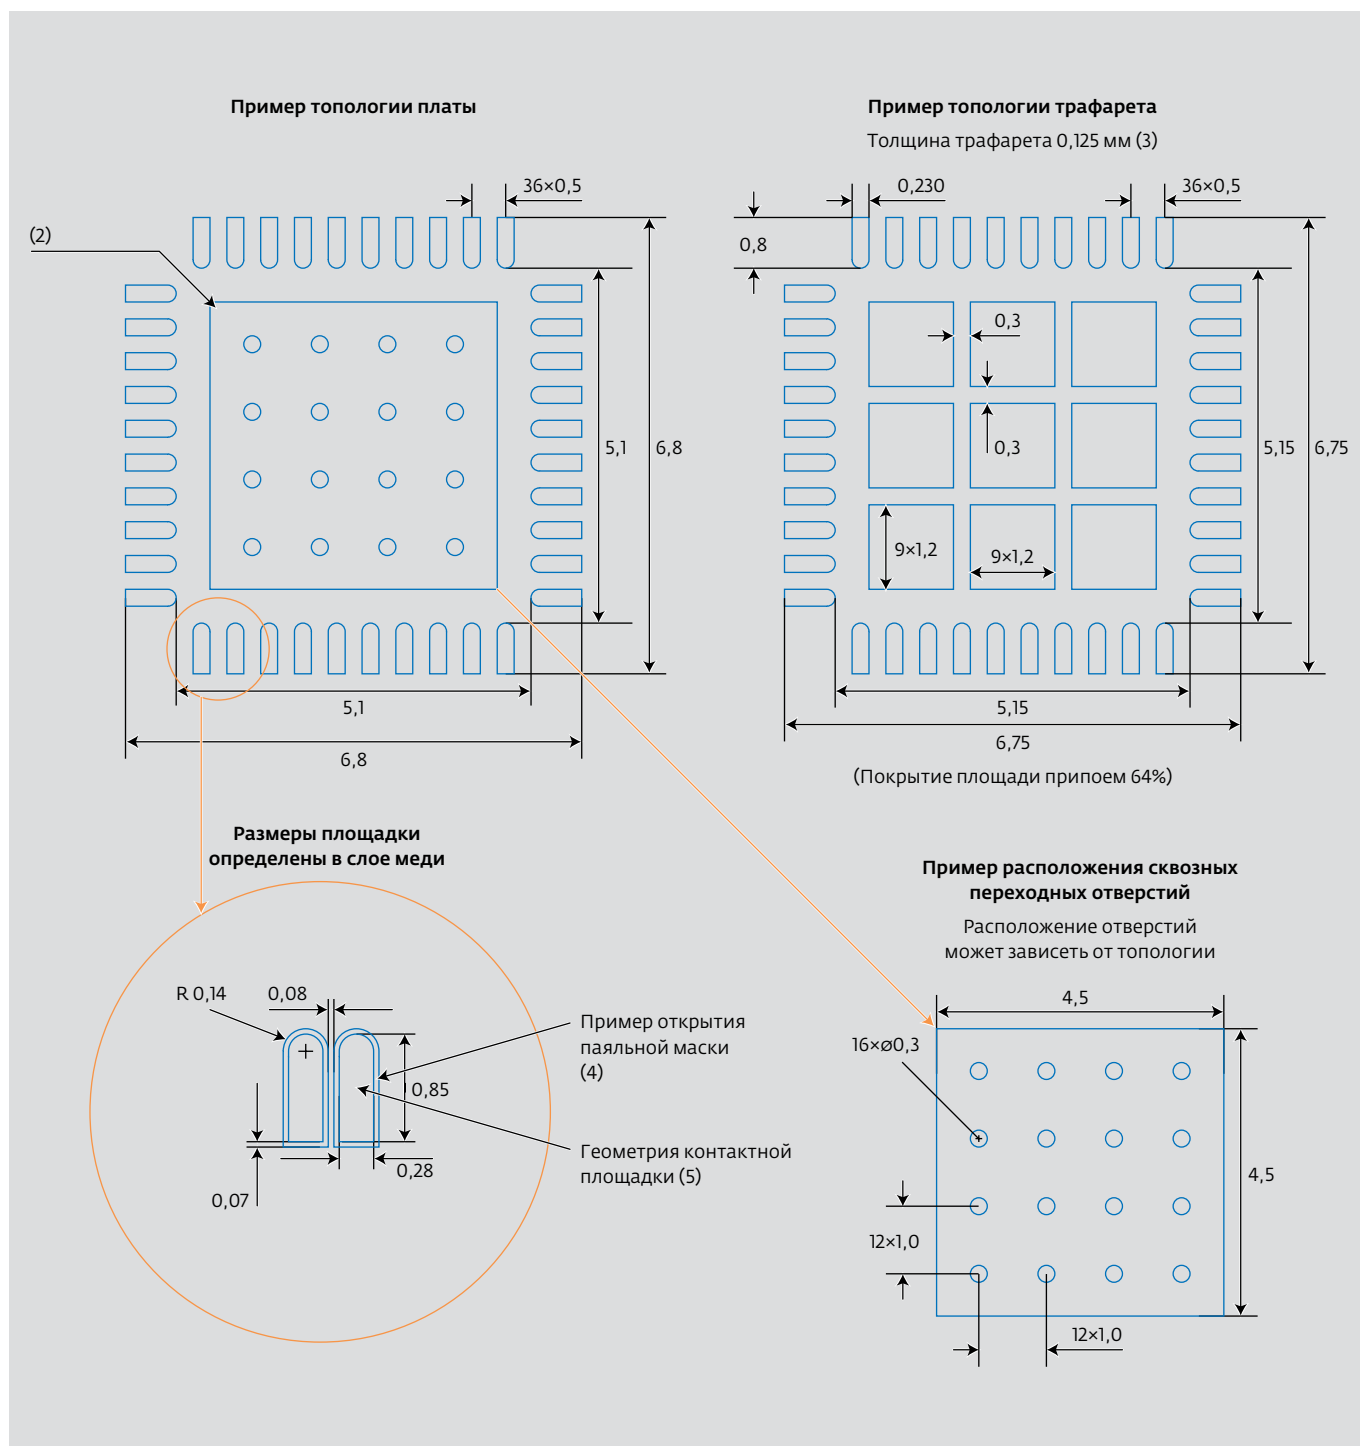 Пример топологии платы
36×0,5
(2)
5,1
6,8
5,1
6,8
Пример топологии трафарета
Толщина трафарета 0,125 мм (3)
0,230
36×0,5
0,8
0,3
0,3
5,15
6,75
9×1,2
9×1,2
5,15
6,75
(Покрытие площади припоем 64%)
Размеры площадки
определены в слое меди
R 0,14
0,08
Пример открытия
паяльной маски
(4)
0,85
Геометрия контактной
площадки (5)
0,28
0,07
Пример расположения сквозных
переходных отверстий
Расположение отверстий
может зависеть от топологии
4,5
16×ø0,3
4,5
12×1,0
12×1,0